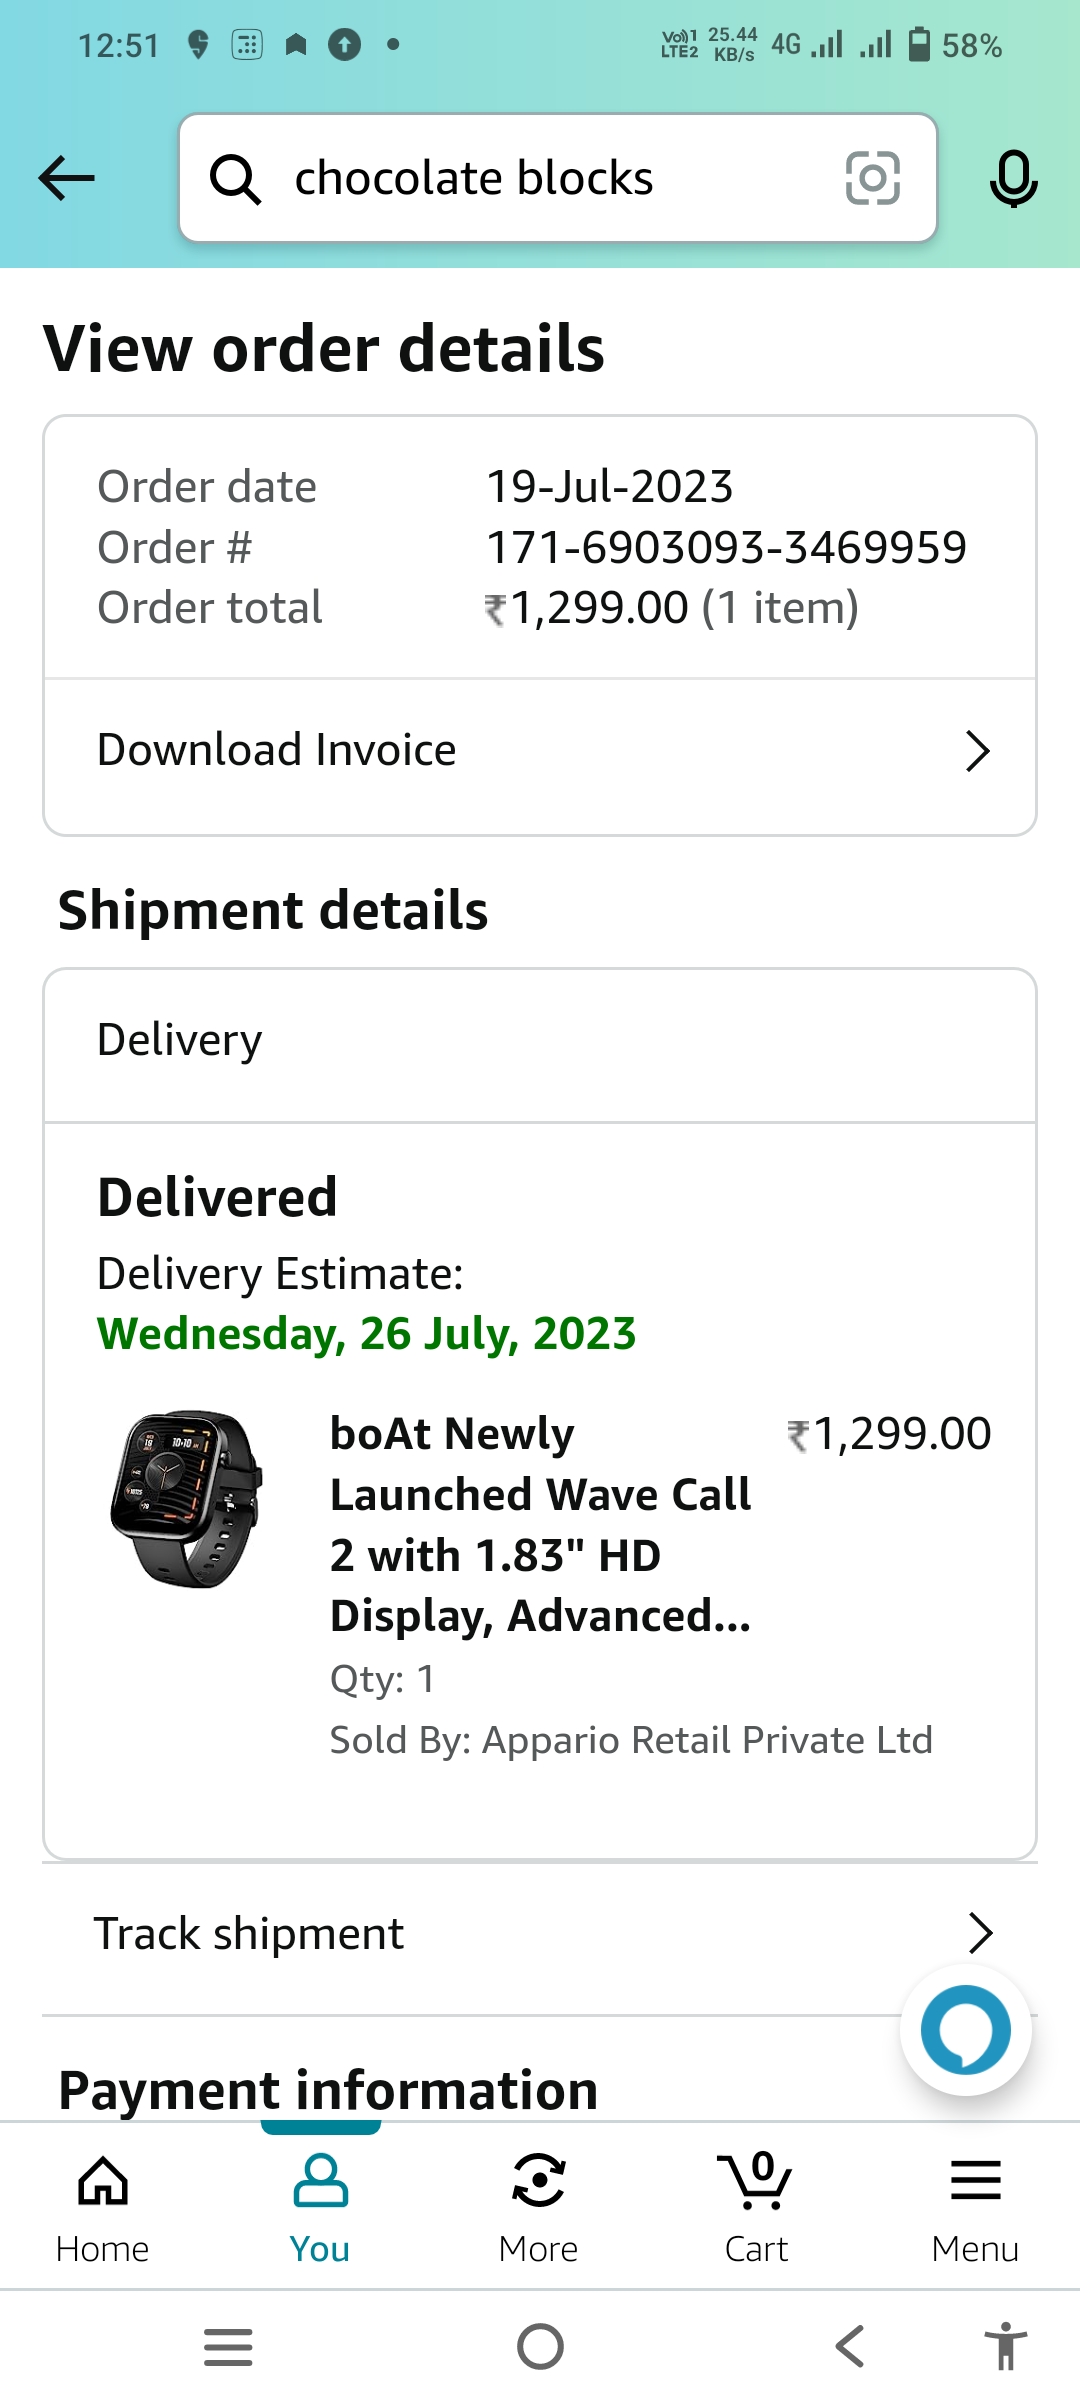 12:51
Vo)) 1 LTE2 25.44 KB/s 4G 58%
chocolate blocks
View order details
Order date 19-Jul-2023
Order # 171-6903093-3469959
Order total ₹1,299.00 (1 item)
Download Invoice
Shipment details
Delivery
Delivered
Delivery Estimate:
Wednesday, 26 July, 2023
boAt Newly ₹1,299.00
Launched Wave Call
2 with 1.83" HD
Display, Advanced...
Qty: 1
Sold By: Appario Retail Private Ltd
Track shipment
Payment information
0
Home You More Cart Menu